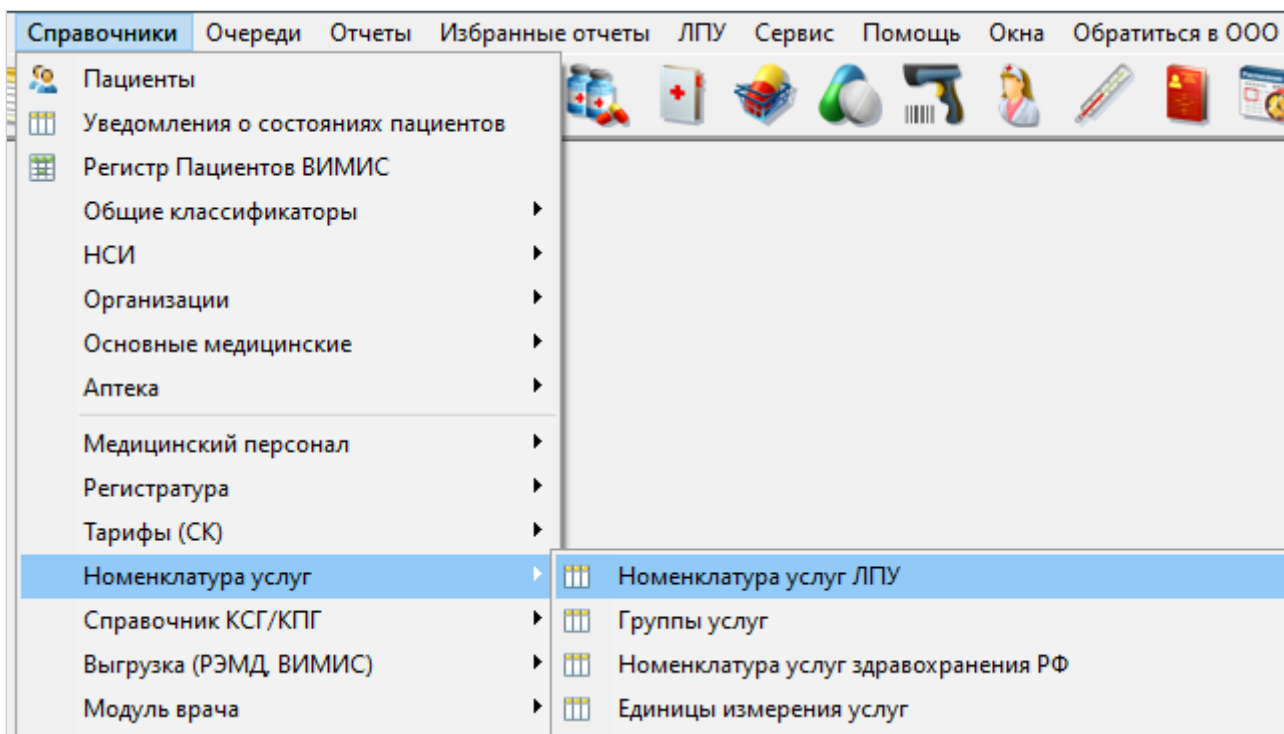 Справочники Очереди Отчеты Избранные отчеты ЛПУ Сервис Помощь Окна Обратиться в ООО
Пациенты
Уведомления о состояниях пациентов
Регистр Пациентов ВИМИС
Общие классификаторы
НСИ
Организации
Основные медицинские
Аптека
Медицинский персонал
Регистратура
Тарифы (СК)
Номенклатура услуг
Номенклатура услуг ЛПУ
Справочник КСГ/КПГ
Группы услуг
Выгрузка (РЭМД, ВИМИС)
Номенклатура услуг здравохранения РФ
Модуль врача
Единицы измерения услуг